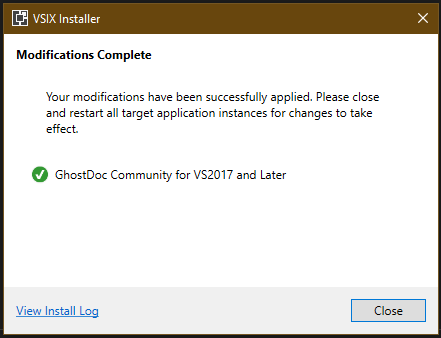 VSIX Installer
Modifications Complete
Your modifications have been successfully applied. Please close
and restart all target application instances for changes to take
effect.
GhostDoc Community for VS2017 and Later
View Install Log
Close